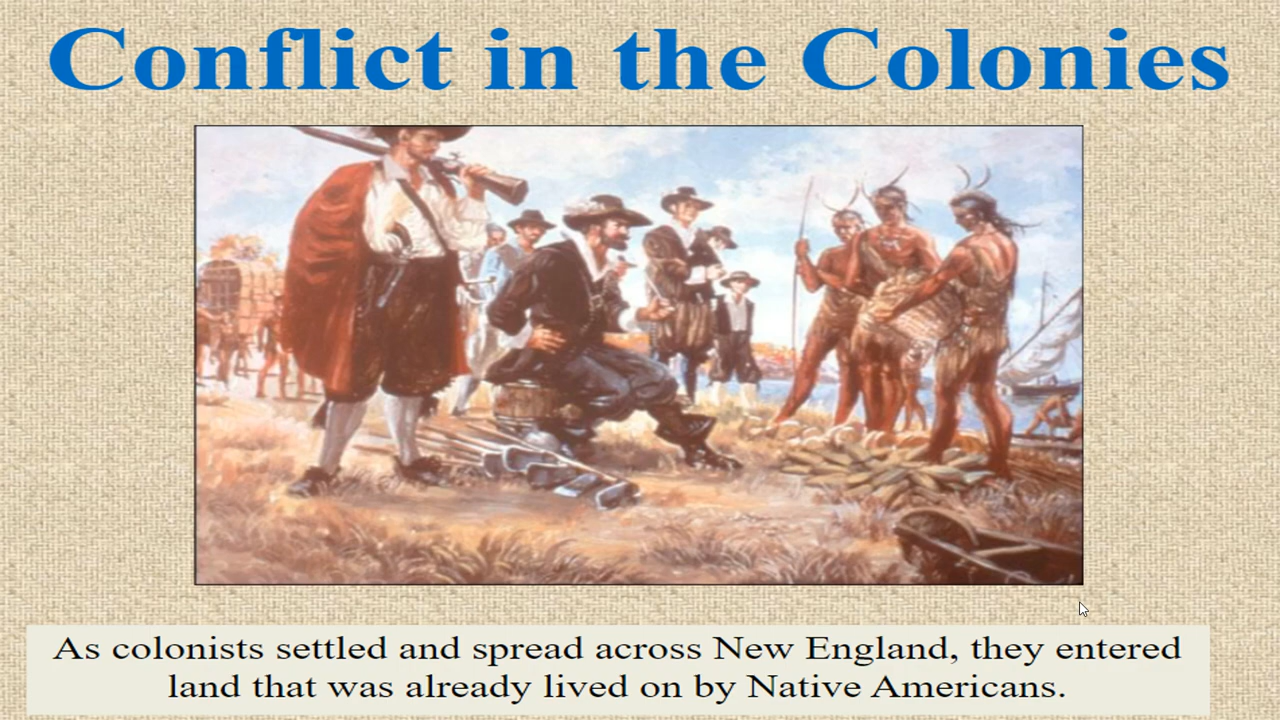 Conflict in the Colonies
As colonists settled and spread across New England, they entered
land that was already lived on by Native Americans.